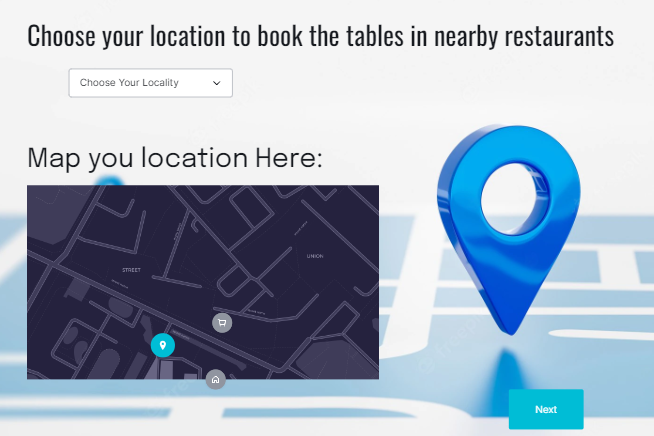 Choose your location to book the tables in nearby restaurants
Choose Your Locality
Map you location Here:
UNION
STREET
Next